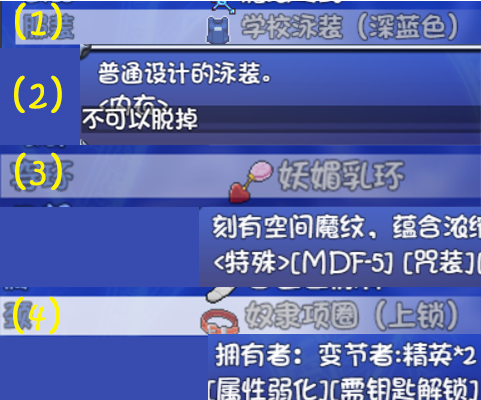 (1)
学校泳装（深蓝色）
(2)
普通设计的泳装。
<内衣>
不可以脱掉
(3)
妖媚乳环
刻有空间魔纹，蕴含浓缩
<特殊>[MDF-5] [咒装][
(4)
颈
奴隶项圈（上锁）
拥有者：变节者:精英*2
[属性弱化][需钥匙解锁]